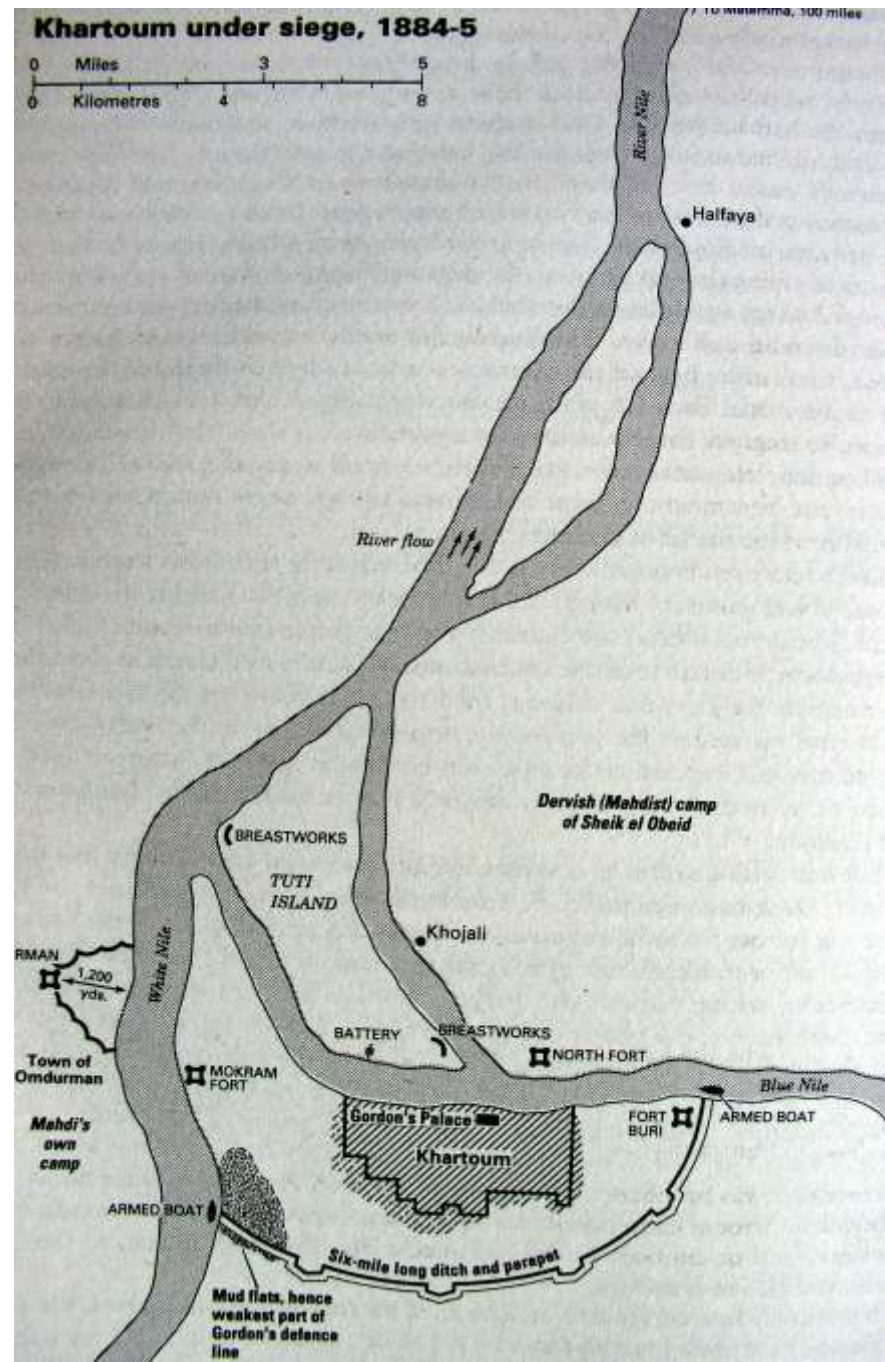 Khartoum under siege, 1884-5
0 Miles 3 5
0 Kilometres 4 8
To Metemma, 100 miles
River Nile
Halfaya
River flow
Dervish (Mahdist) camp
of Sheik el Obeid
BREASTWORKS
TUTI
ISLAND
Khojali
White Nile
RMAN
1,200
yds.
BATTERY
BREASTWORKS
NORTH FORT
Town of
Omdurman
MOKRAM
FORT
Blue Nile
Gordon's Palace
FORT
BURI
ARMED BOAT
Mahdi's
own
camp
Khartoum
ARMED BOAT
Six-mile long ditch and parapet
Mud flats, hence
weakest part of
Gordon's defence
line